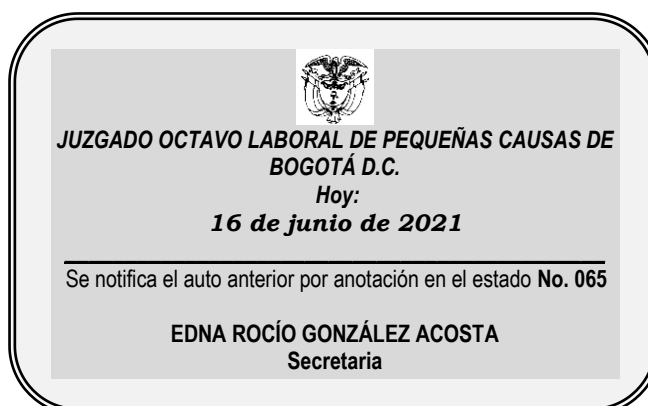 JUZGADO OCTAVO LABORAL DE PEQUEÑAS CAUSAS DE
BOGOTÁ D.C.
Hoy:
16 de junio de 2021
Se notifica el auto anterior por anotación en el estado No. 065
EDNA ROCÍO GONZÁLEZ ACOSTA
Secretaria